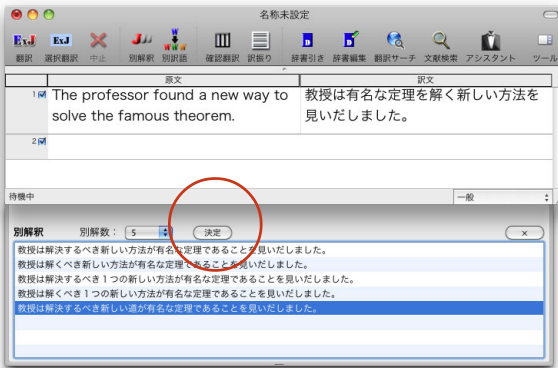 名称未設定
E x J ExJ J W
翻訳 選択翻訳 中止 別解釈 別訳語 確認翻訳 訳振り 辞書引き 辞書編集 翻訳サーチ 文献検索 アシスタント ツール
原文 訳文
1 The professor found a new way to 教授は有名な定理を解く新しい方法を
solve the famous theorem. 見いだしました。
2
待機中 一般
別解釈 別解数： 5 決定 ×
教授は解決するべき新しい方法が有名な定理であることを見いだしました。
教授は解くべき新しい方法が有名な定理であることを見いだしました。
教授は解決すべき１つの新しい方法が有名な定理であることを見いだしました。
教授は解くべき１つの新しい方法が有名な定理であることを見いだしました。
教授は解決するべき新しい道が有名な定理であることを見いだしました。